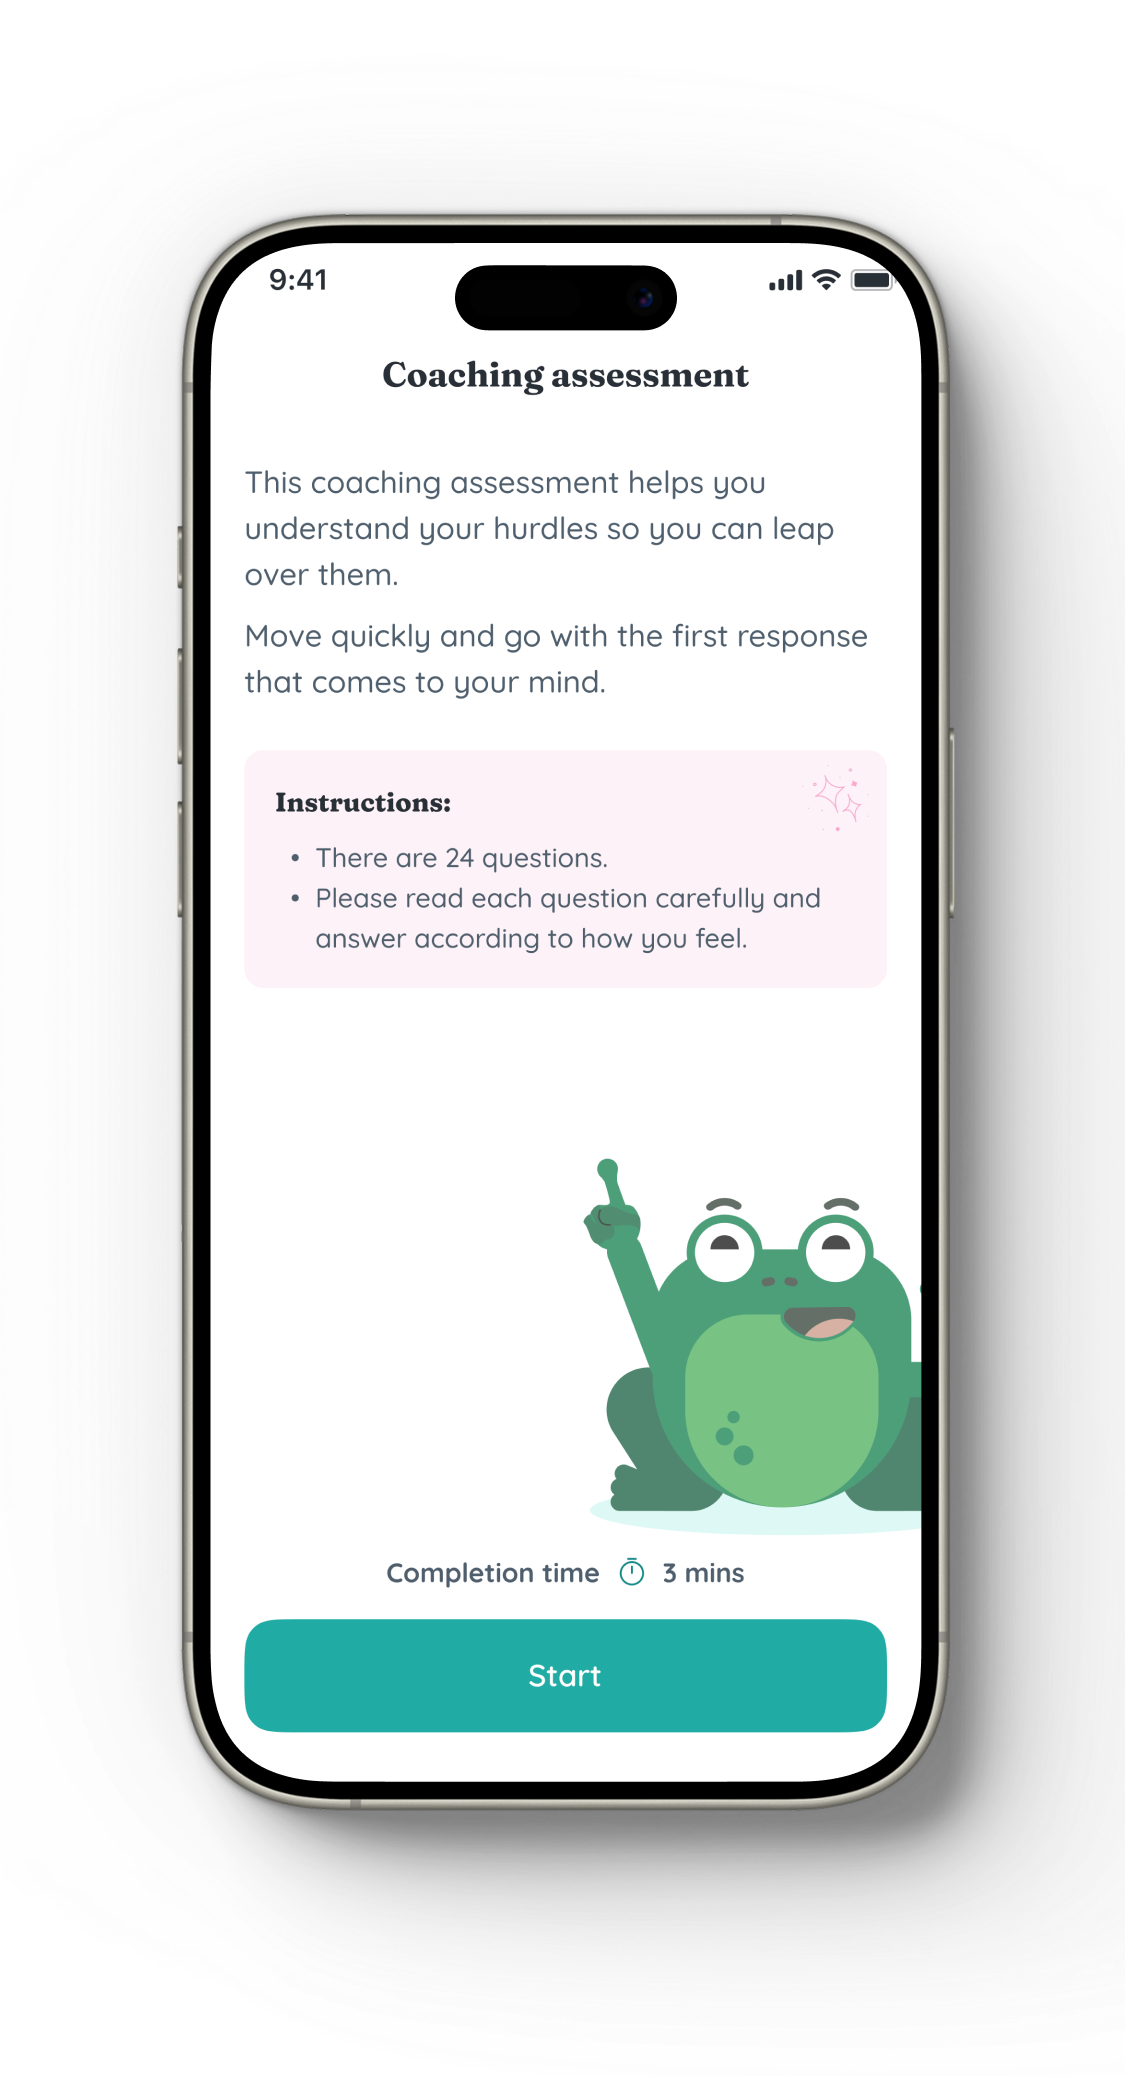 9:41
Coaching assessment
This coaching assessment helps you
understand your hurdles so you can leap
over them.
Move quickly and go with the first response
that comes to your mind.
Instructions:
• There are 24 questions.
• Please read each question carefully and
answer according to how you feel.
Completion time 3 mins
Start